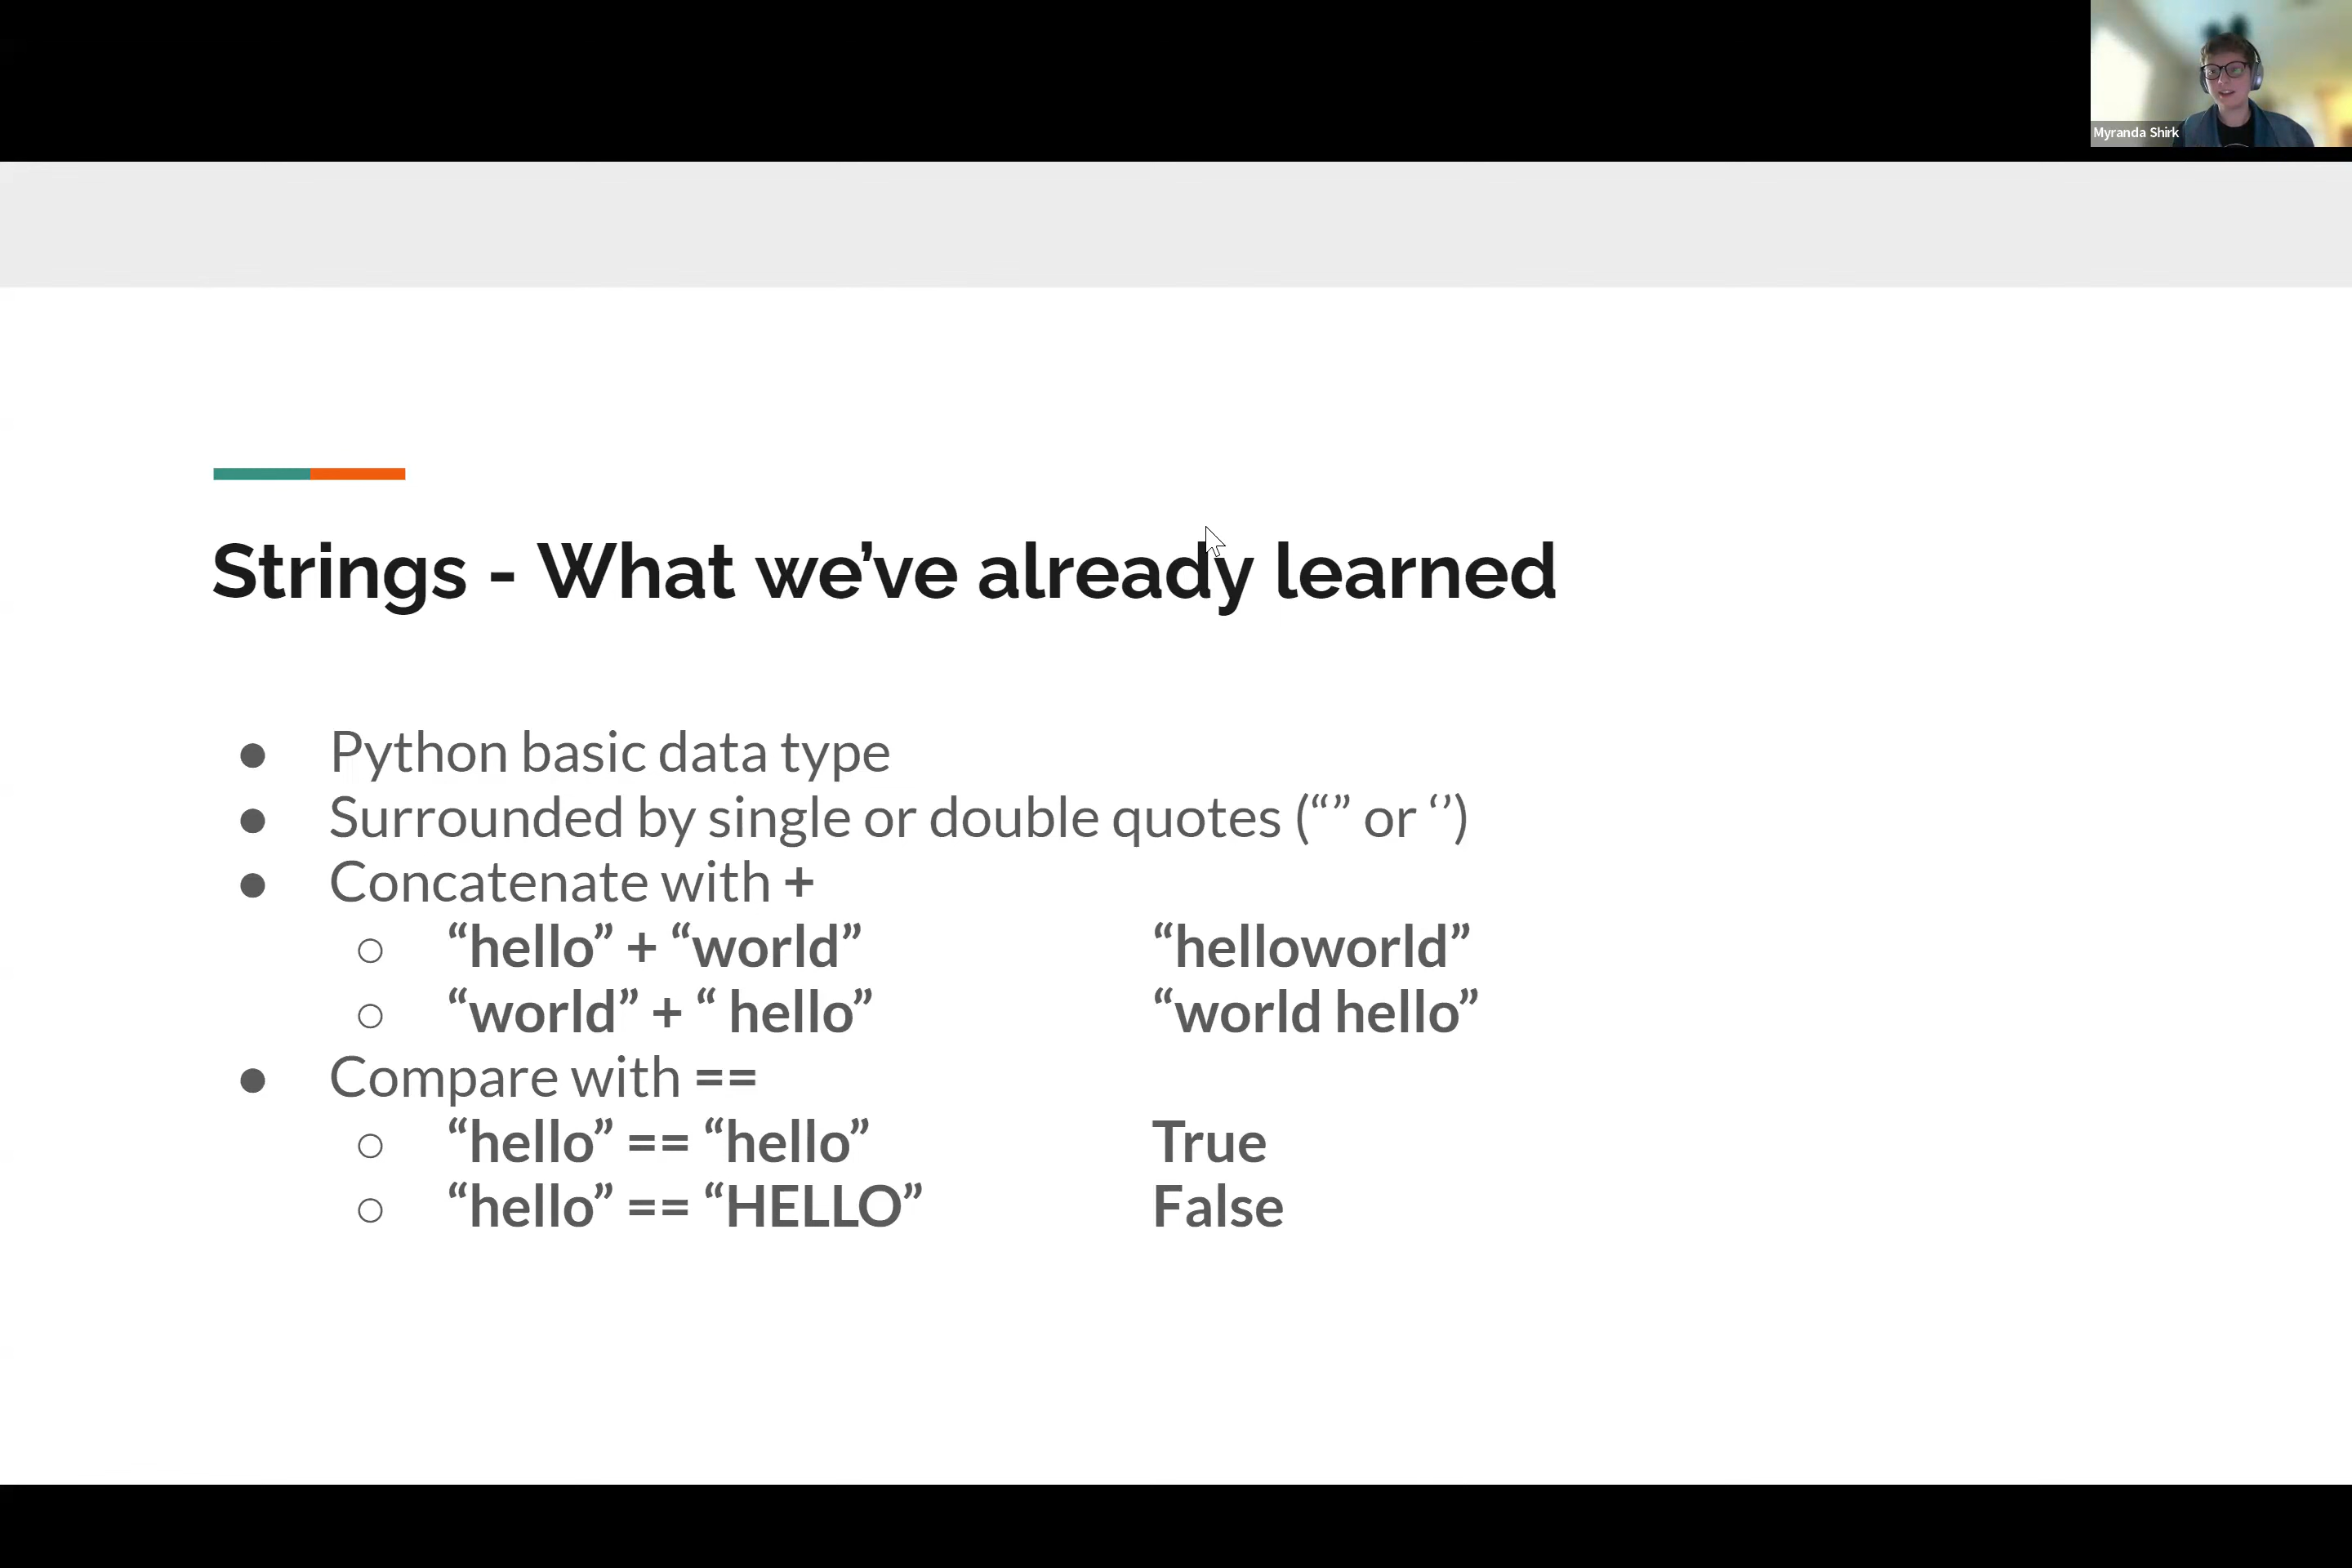 Myranda Shirk
Strings - What we’ve already learned
● Python basic data type
● Surrounded by single or double quotes (“” or ‘’)
● Concatenate with +
○ “hello” + “world” “helloworld”
○ “world” + “ hello” “world hello”
● Compare with ==
○ “hello” == “hello” True
○ “hello” == “HELLO” False